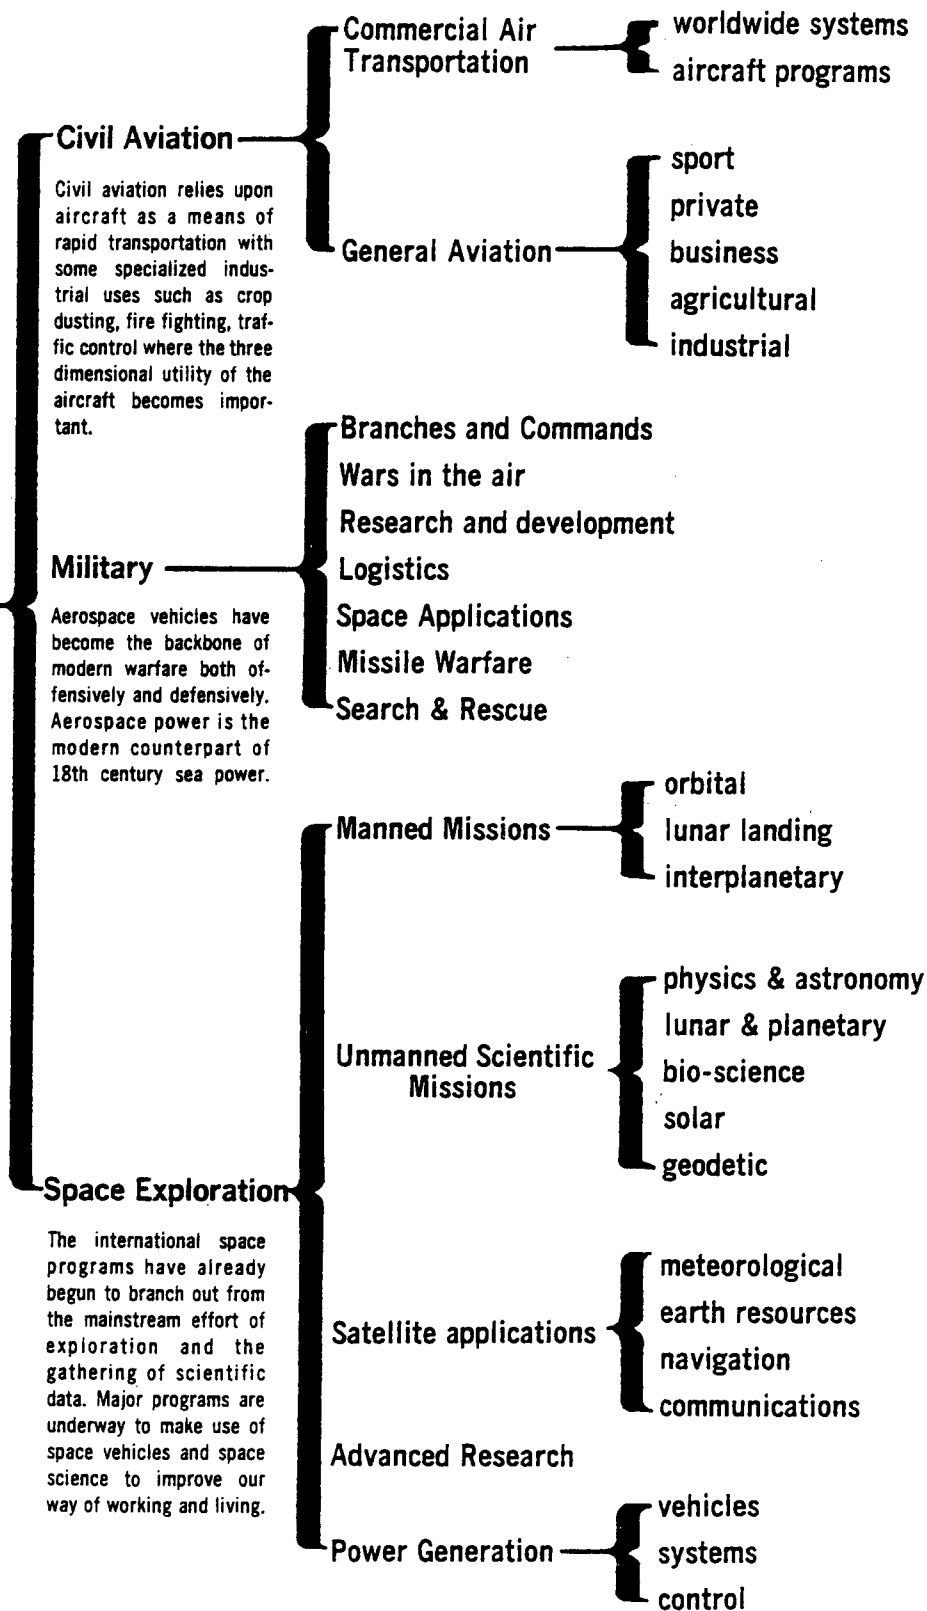 Commercial Air
Transportation
worldwide systems
aircraft programs
Civil Aviation
Civil aviation relies upon
aircraft as a means of
rapid transportation with
some specialized indus-
trial uses such as crop
dusting, fire fighting, traf-
fic control where the three
dimensional utility of the
aircraft becomes impor-
tant.
General Aviation
sport
private
business
agricultural
industrial
Military
Aerospace vehicles have
become the backbone of
modern warfare both of-
fensively and defensively.
Aerospace power is the
modern counterpart of
18th century sea power.
Branches and Commands
Wars in the air
Research and development
Logistics
Space Applications
Missile Warfare
Search & Rescue
Space Exploration
The international space
programs have already
begun to branch out from
the mainstream effort of
exploration and the
gathering of scientific
data. Major programs are
underway to make use of
space vehicles and space
science to improve our
way of working and living.
Manned Missions
orbital
lunar landing
interplanetary
Unmanned Scientific
Missions
physics & astronomy
lunar & planetary
bio-science
solar
geodetic
Satellite applications
meteorological
earth resources
navigation
communications
Advanced Research
Power Generation
vehicles
systems
control